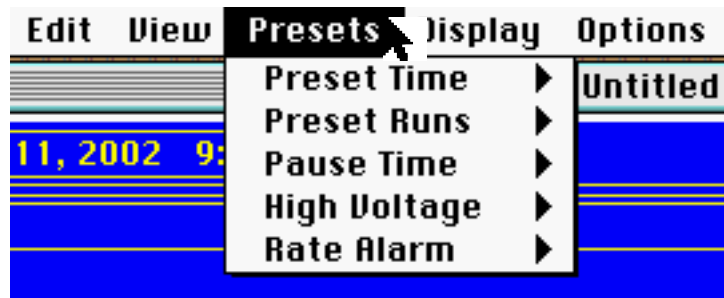 Edit View Presets Display Options
Preset Time Untitled
Preset Runs
11, 2002 9:
Pause Time
High Voltage
Rate Alarm